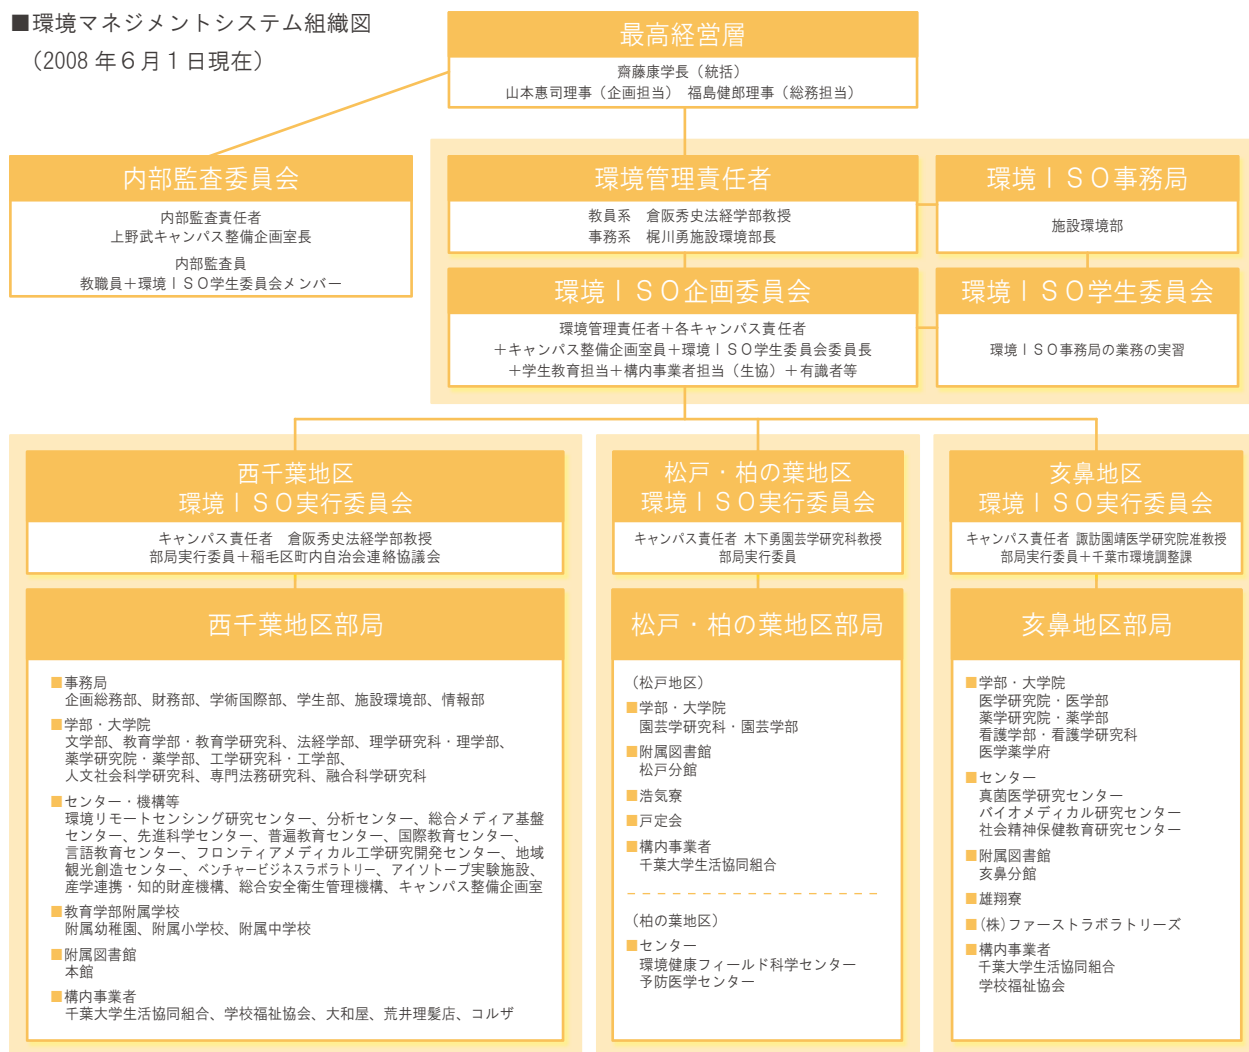 ■環境マネジメントシステム組織図
（2008 年６月１日現在）
最高経営層
齋藤康学長（統括）
山本惠司理事（企画担当）　福島健郎理事（総務担当）
内部監査委員会
内部監査責任者
上野武キャンパス整備企画室長
内部監査員
教職員＋環境ＩＳＯ学生委員会メンバー
環境管理責任者
教員系　倉阪秀史法経学部教授
事務系　梶川勇施設環境部長
環境ＩＳＯ事務局
施設環境部
環境ＩＳＯ企画委員会
環境管理責任者＋各キャンパス責任者
＋キャンパス整備企画室員＋環境ＩＳＯ学生委員会委員長
＋学生教育担当＋構内事業者担当（生協）＋有識者等
環境ＩＳＯ学生委員会
環境ＩＳＯ事務局の業務の実習
西千葉地区
環境ＩＳＯ実行委員会
キャンパス責任者　倉阪秀史法経学部教授
部局実行委員＋稲毛区町内自治会連絡協議会
西千葉地区部局
■事務局
企画総務部、財務部、学術国際部、学生部、施設環境部、情報部
■学部・大学院
文学部、教育学部・教育学研究科、法経学部、理学研究科・理学部、
薬学研究院・薬学部、工学研究科・工学部、
人文社会科学研究科、専門法務研究科、融合科学研究科
■センター・機構等
環境リモートセンシング研究センター、分析センター、総合メディア基盤
センター、先進科学センター、普遍教育センター、国際教育センター、
言語教育センター、フロンティアメディカル工学研究開発センター、地域
観光創造センター、ベンチャービジネスラボラトリー、アイソトープ実験施設、
産学連携・知的財産機構、総合安全衛生管理機構、キャンパス整備企画室
■教育学部附属学校
附属幼稚園、附属小学校、附属中学校
■附属図書館
本館
■構内事業者
千葉大学生活協同組合、学校福祉協会、大和屋、荒井理髪店、コルザ
松戸・柏の葉地区
環境ＩＳＯ実行委員会
キャンパス責任者 木下勇園芸学研究科教授
部局実行委員
松戸・柏の葉地区部局
（松戸地区）
■学部・大学院
園芸学研究科・園芸学部
■附属図書館
松戸分館
■浩気寮
■戸定会
■構内事業者
千葉大学生活協同組合
（柏の葉地区）
■センター
環境健康フィールド科学センター
予防医学センター
亥鼻地区
環境ＩＳＯ実行委員会
キャンパス責任者 諏訪園靖医学研究院准教授
部局実行委員＋千葉市環境調整課
亥鼻地区部局
■学部・大学院
医学研究院・医学部
薬学研究院・薬学部
看護学部・看護学研究科
医学薬学府
■センター
真菌医学研究センター
バイオメディカル研究センター
社会精神保健教育研究センター
■附属図書館
亥鼻分館
■雄翔寮
■(株)ファーストラボラトリーズ
■構内事業者
千葉大学生活協同組合
学校福祉協会